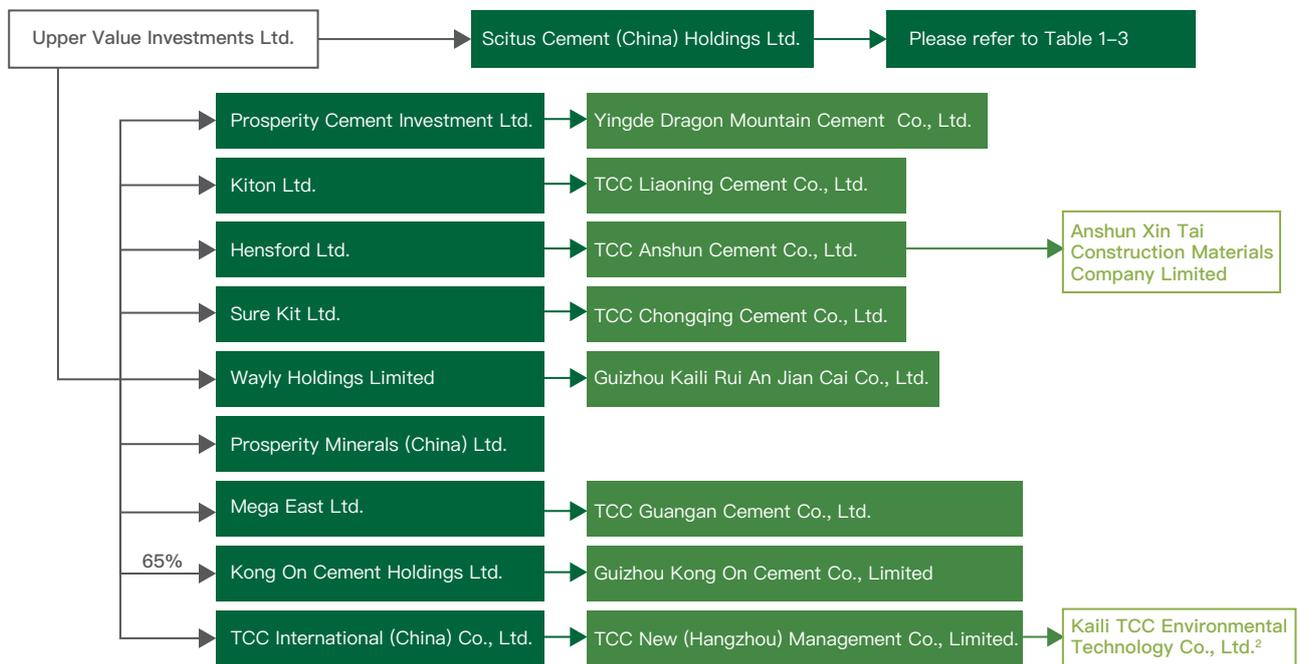 Upper Value Investments Ltd.
Scitus Cement (China) Holdings Ltd.
Please refer to Table 1–3
Prosperity Cement Investment Ltd.
Yingde Dragon Mountain Cement Co., Ltd.
Kiton Ltd.
TCC Liaoning Cement Co., Ltd.
Hensford Ltd.
TCC Anshun Cement Co., Ltd.
Anshun Xin Tai
Construction Materials
Company Limited
Sure Kit Ltd.
TCC Chongqing Cement Co., Ltd.
Wayly Holdings Limited
Guizhou Kaili Rui An Jian Cai Co., Ltd.
Prosperity Minerals (China) Ltd.
Mega East Ltd.
TCC Guangan Cement Co., Ltd.
65%
Kong On Cement Holdings Ltd.
Guizhou Kong On Cement Co., Limited
TCC International (China) Co., Ltd.
TCC New (Hangzhou) Management Co., Limited.
Kaili TCC Environmental
Technology Co., Ltd.²